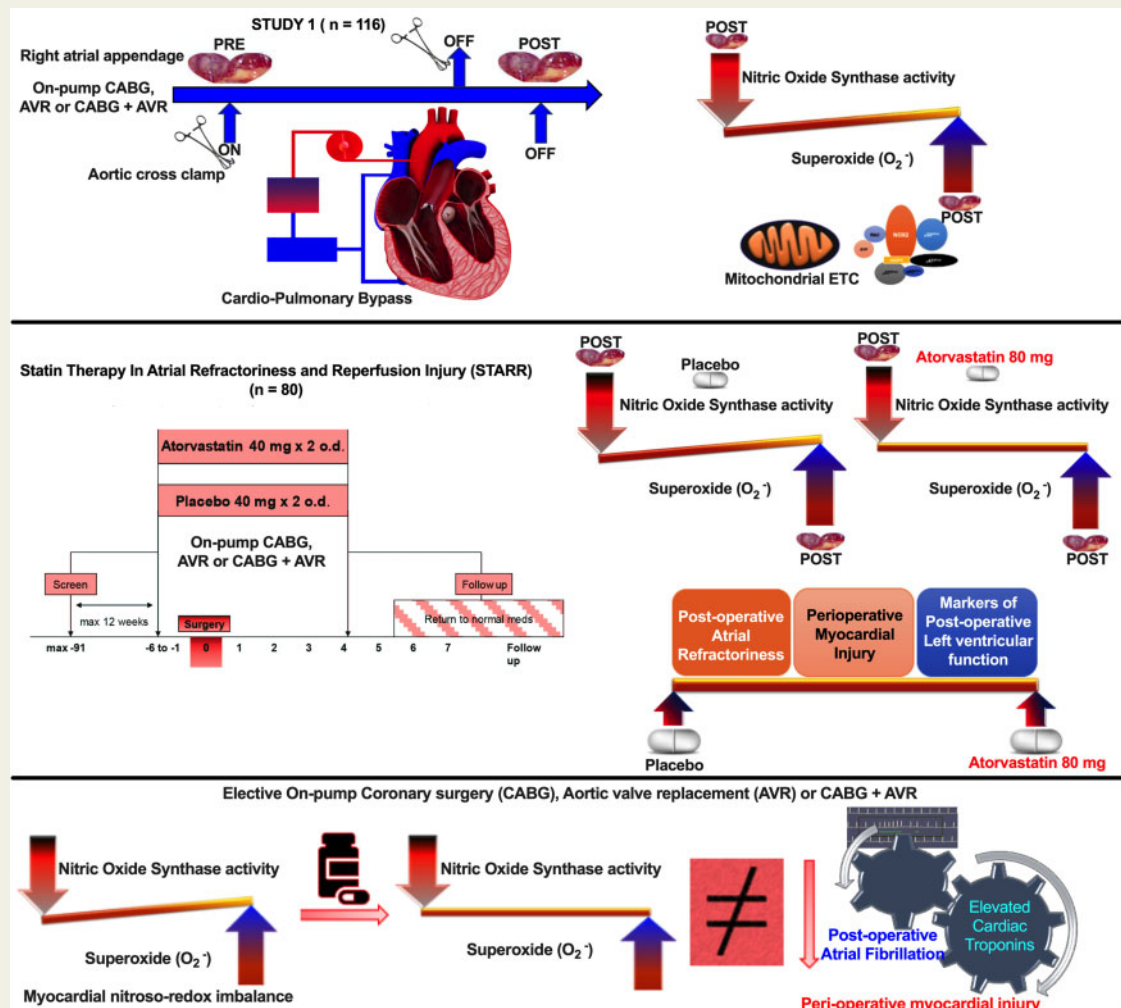 STUDY 1 ( n = 116)
Right atrial appendage
PRE
OFF
POST
On-pump CABG,
AVR or CABG + AVR
ON
OFF
Aortic cross clamp
Cardio-Pulmonary Bypass
POST
Nitric Oxide Synthase activity
Superoxide (O₂⁻)
POST
NOX2
Mitochondrial ETC
Statin Therapy In Atrial Refractoriness and Reperfusion Injury (STARR)
(n = 80)
Atorvastatin 40 mg x 2 o.d.
Placebo 40 mg x 2 o.d.
On-pump CABG,
AVR or CABG + AVR
Screen
Follow up
max 12 weeks
Surgery
Return to normal meds
max -91
-6 to -1
0
1
2
3
4
5
6
7
Follow
up
POST
Placebo
Nitric Oxide Synthase activity
Superoxide (O₂⁻)
POST
POST
Atorvastatin 80 mg
Nitric Oxide Synthase activity
Superoxide (O₂⁻)
POST
Post-operative
Atrial
Refractoriness
Perioperative
Myocardial
Injury
Markers of
Post-operative
Left ventricular
function
Placebo
Atorvastatin 80 mg
Elective On-pump Coronary surgery (CABG), Aortic valve replacement (AVR) or CABG + AVR
Nitric Oxide Synthase activity
Superoxide (O₂⁻)
Myocardial nitroso-redox imbalance
Nitric Oxide Synthase activity
Superoxide (O₂⁻)
≠
Post-operative
Atrial Fibrillation
Elevated
Cardiac
Troponins
Peri-operative myocardial injury